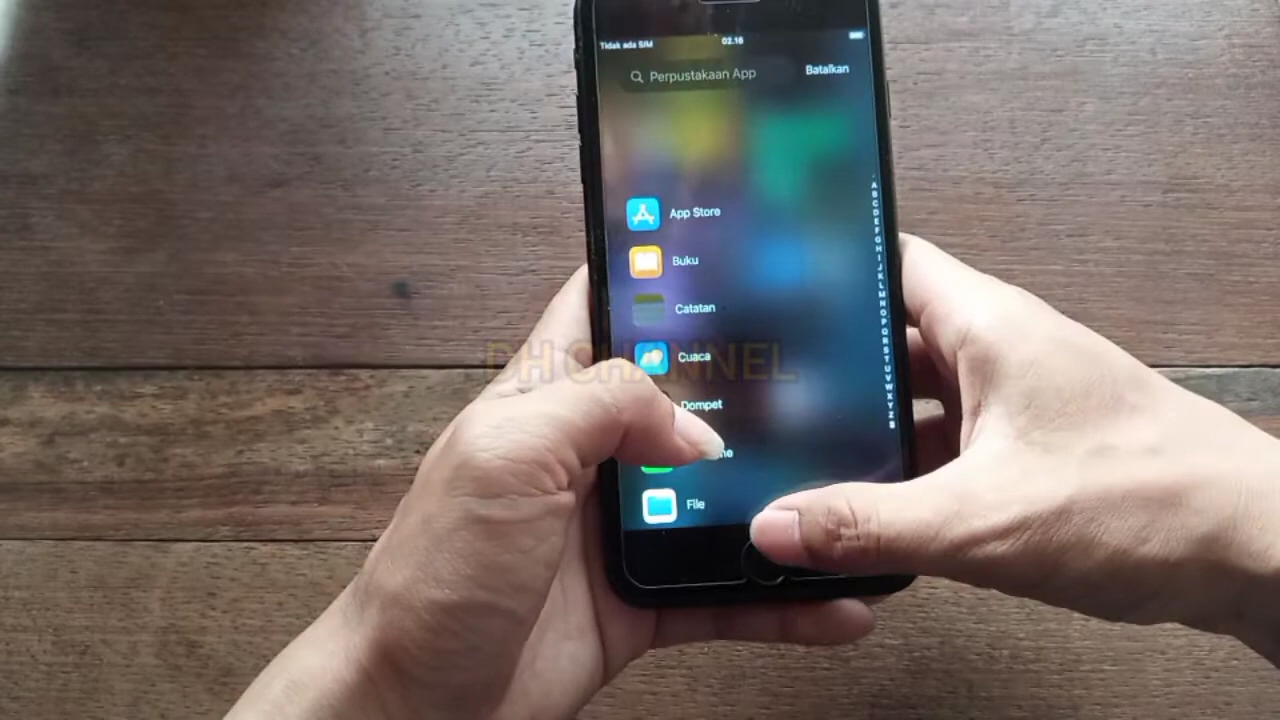 Tidak ada SIM
02.16
Perpustakaan App
Batalkan
App Store
Buku
Catatan
Cuaca
Dompet
File
A
B
C
D
E
F
G
H
I
J
K
L
M
N
O
P
Q
R
S
T
U
V
W
X
Y
Z
DH CHANNEL